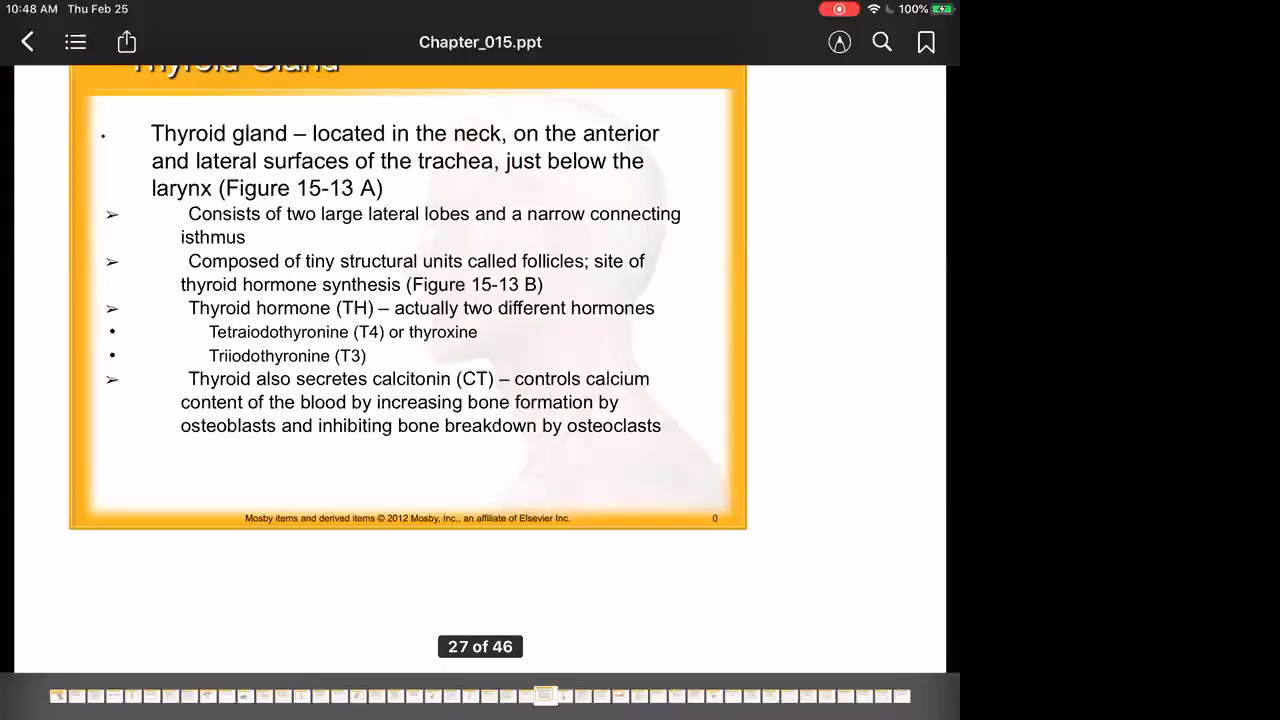 10:48 AM Thu Feb 25
100%
Chapter_015.ppt
Thyroid Gland
• Thyroid gland – located in the neck, on the anterior
and lateral surfaces of the trachea, just below the
larynx (Figure 15-13 A)
➢ Consists of two large lateral lobes and a narrow connecting
isthmus
➢ Composed of tiny structural units called follicles; site of
thyroid hormone synthesis (Figure 15-13 B)
➢ Thyroid hormone (TH) – actually two different hormones
• Tetraiodothyronine (T4) or thyroxine
• Triiodothyronine (T3)
➢ Thyroid also secretes calcitonin (CT) – controls calcium
content of the blood by increasing bone formation by
osteoblasts and inhibiting bone breakdown by osteoclasts
Mosby items and derived items © 2012 Mosby, Inc., an affiliate of Elsevier Inc.
0
27 of 46